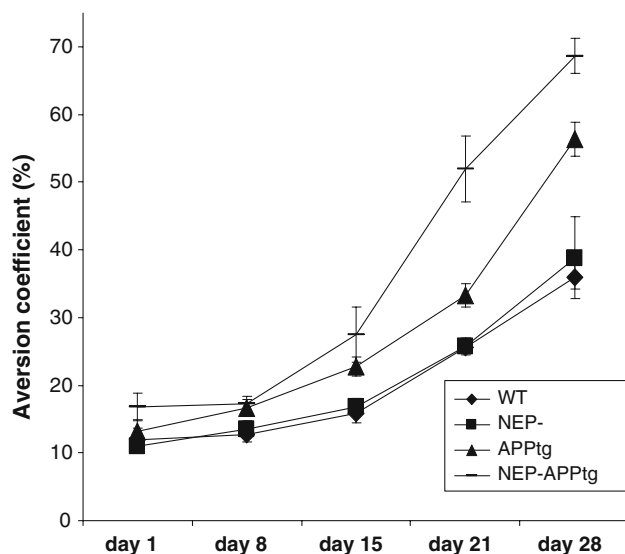 Aversion coefficient (%)
70
60
50
40
30
20
10
0
WT
NEP-
APPtg
NEP-APPtg
day 1 day 8 day 15 day 21 day 28